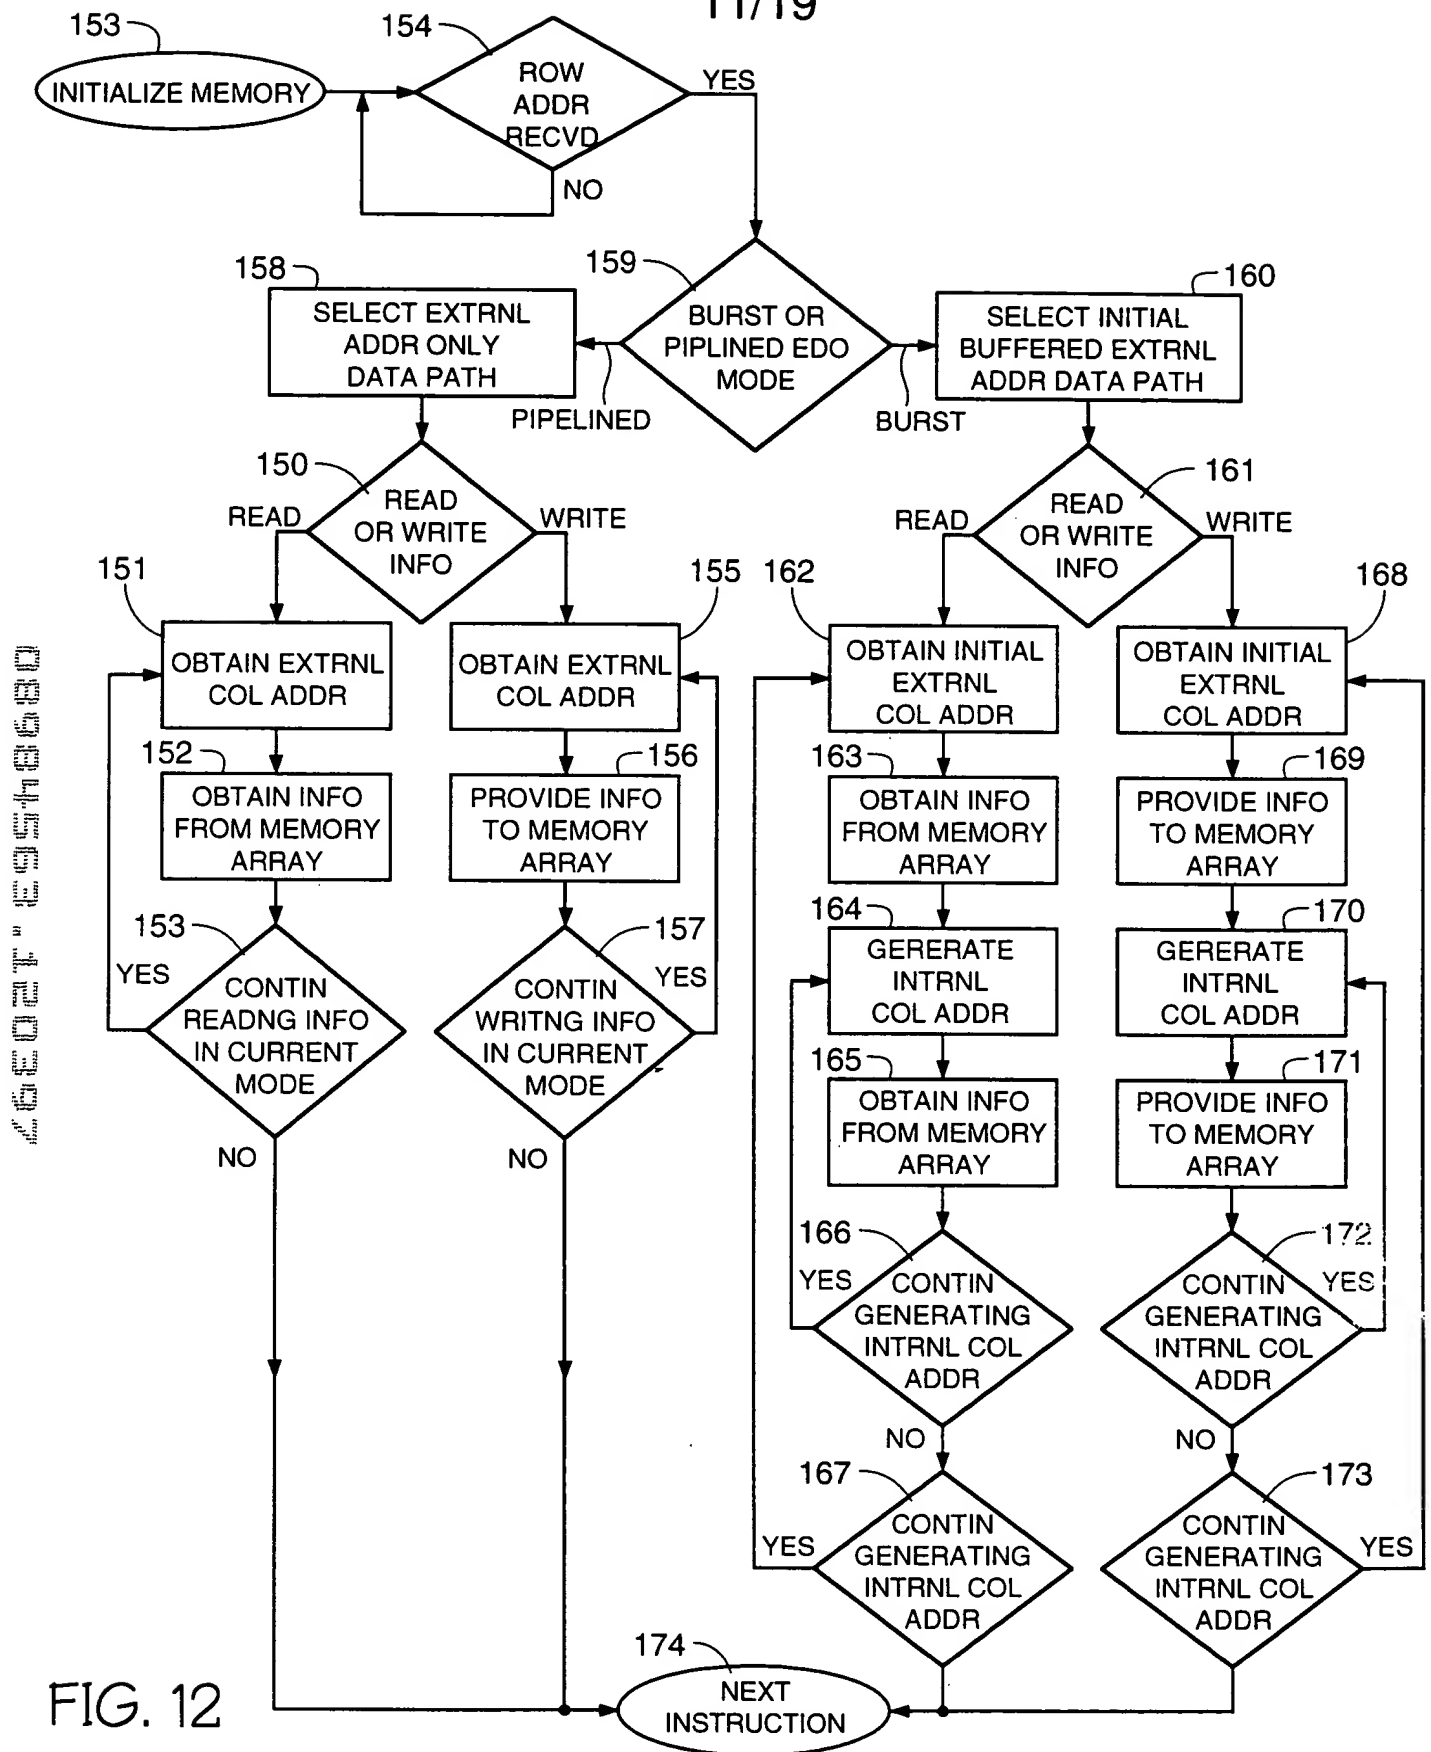 11/19
153
INITIALIZE MEMORY
154
ROW
ADDR
RECVD
YES
NO
158
SELECT EXTRNL
ADDR ONLY
DATA PATH
159
BURST OR
PIPLINED EDO
MODE
PIPELINED
BURST
160
SELECT INITIAL
BUFFERED EXTRNL
ADDR DATA PATH
150
READ
OR WRITE
INFO
READ
WRITE
161
READ
OR WRITE
INFO
READ
WRITE
151
OBTAIN EXTRNL
COL ADDR
155
OBTAIN EXTRNL
COL ADDR
162
OBTAIN INITIAL
EXTRNL
COL ADDR
168
OBTAIN INITIAL
EXTRNL
COL ADDR
152
OBTAIN INFO
FROM MEMORY
ARRAY
156
PROVIDE INFO
TO MEMORY
ARRAY
163
OBTAIN INFO
FROM MEMORY
ARRAY
169
PROVIDE INFO
TO MEMORY
ARRAY
153
YES
CONTIN
READNG INFO
IN CURRENT
MODE
NO
157
YES
CONTIN
WRITNG INFO
IN CURRENT
MODE
NO
164
GERERATE
INTRNL
COL ADDR
170
GERERATE
INTRNL
COL ADDR
165
OBTAIN INFO
FROM MEMORY
ARRAY
171
PROVIDE INFO
TO MEMORY
ARRAY
166
YES
CONTIN
GENERATING
INTRNL COL
ADDR
NO
172
YES
CONTIN
GENERATING
INTRNL COL
ADDR
NO
167
YES
CONTIN
GENERATING
INTRNL COL
ADDR
173
YES
CONTIN
GENERATING
INTRNL COL
ADDR
174
NEXT
INSTRUCTION
FIG. 12